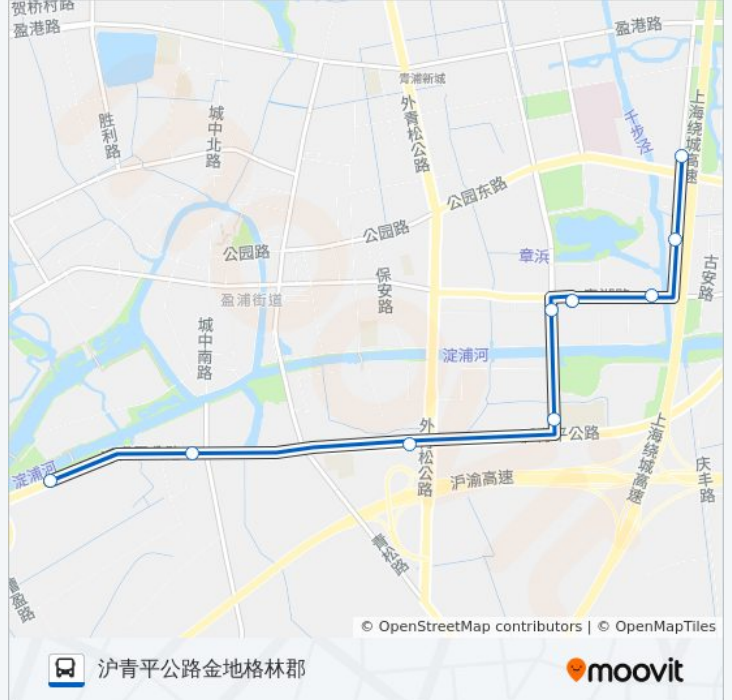 贺桥村路
盈港路
盈港路
青浦新城
胜利路
城中北路
外青松公路
千步泾
上海绕城高速
公园东路
公园路
公园路
章浜
古安路
盈浦街道
保安路
城中南路
淀浦河
淀浦河
平公路
上海绕城高速
沪渝高速
庆丰路
青松路
盈路
© OpenStreetMap contributors | © OpenMapTiles
沪青平公路金地格林郡
moovit